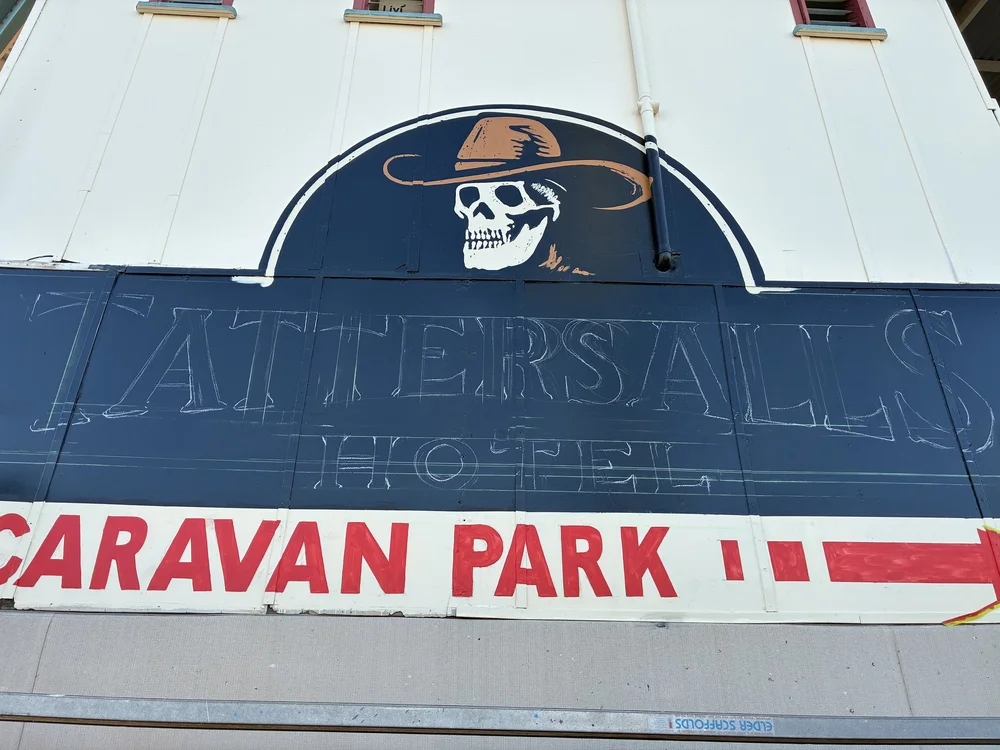 TATTERSALLS
HOTEL
CARAVAN PARK
ELDER SCAFFOLDS